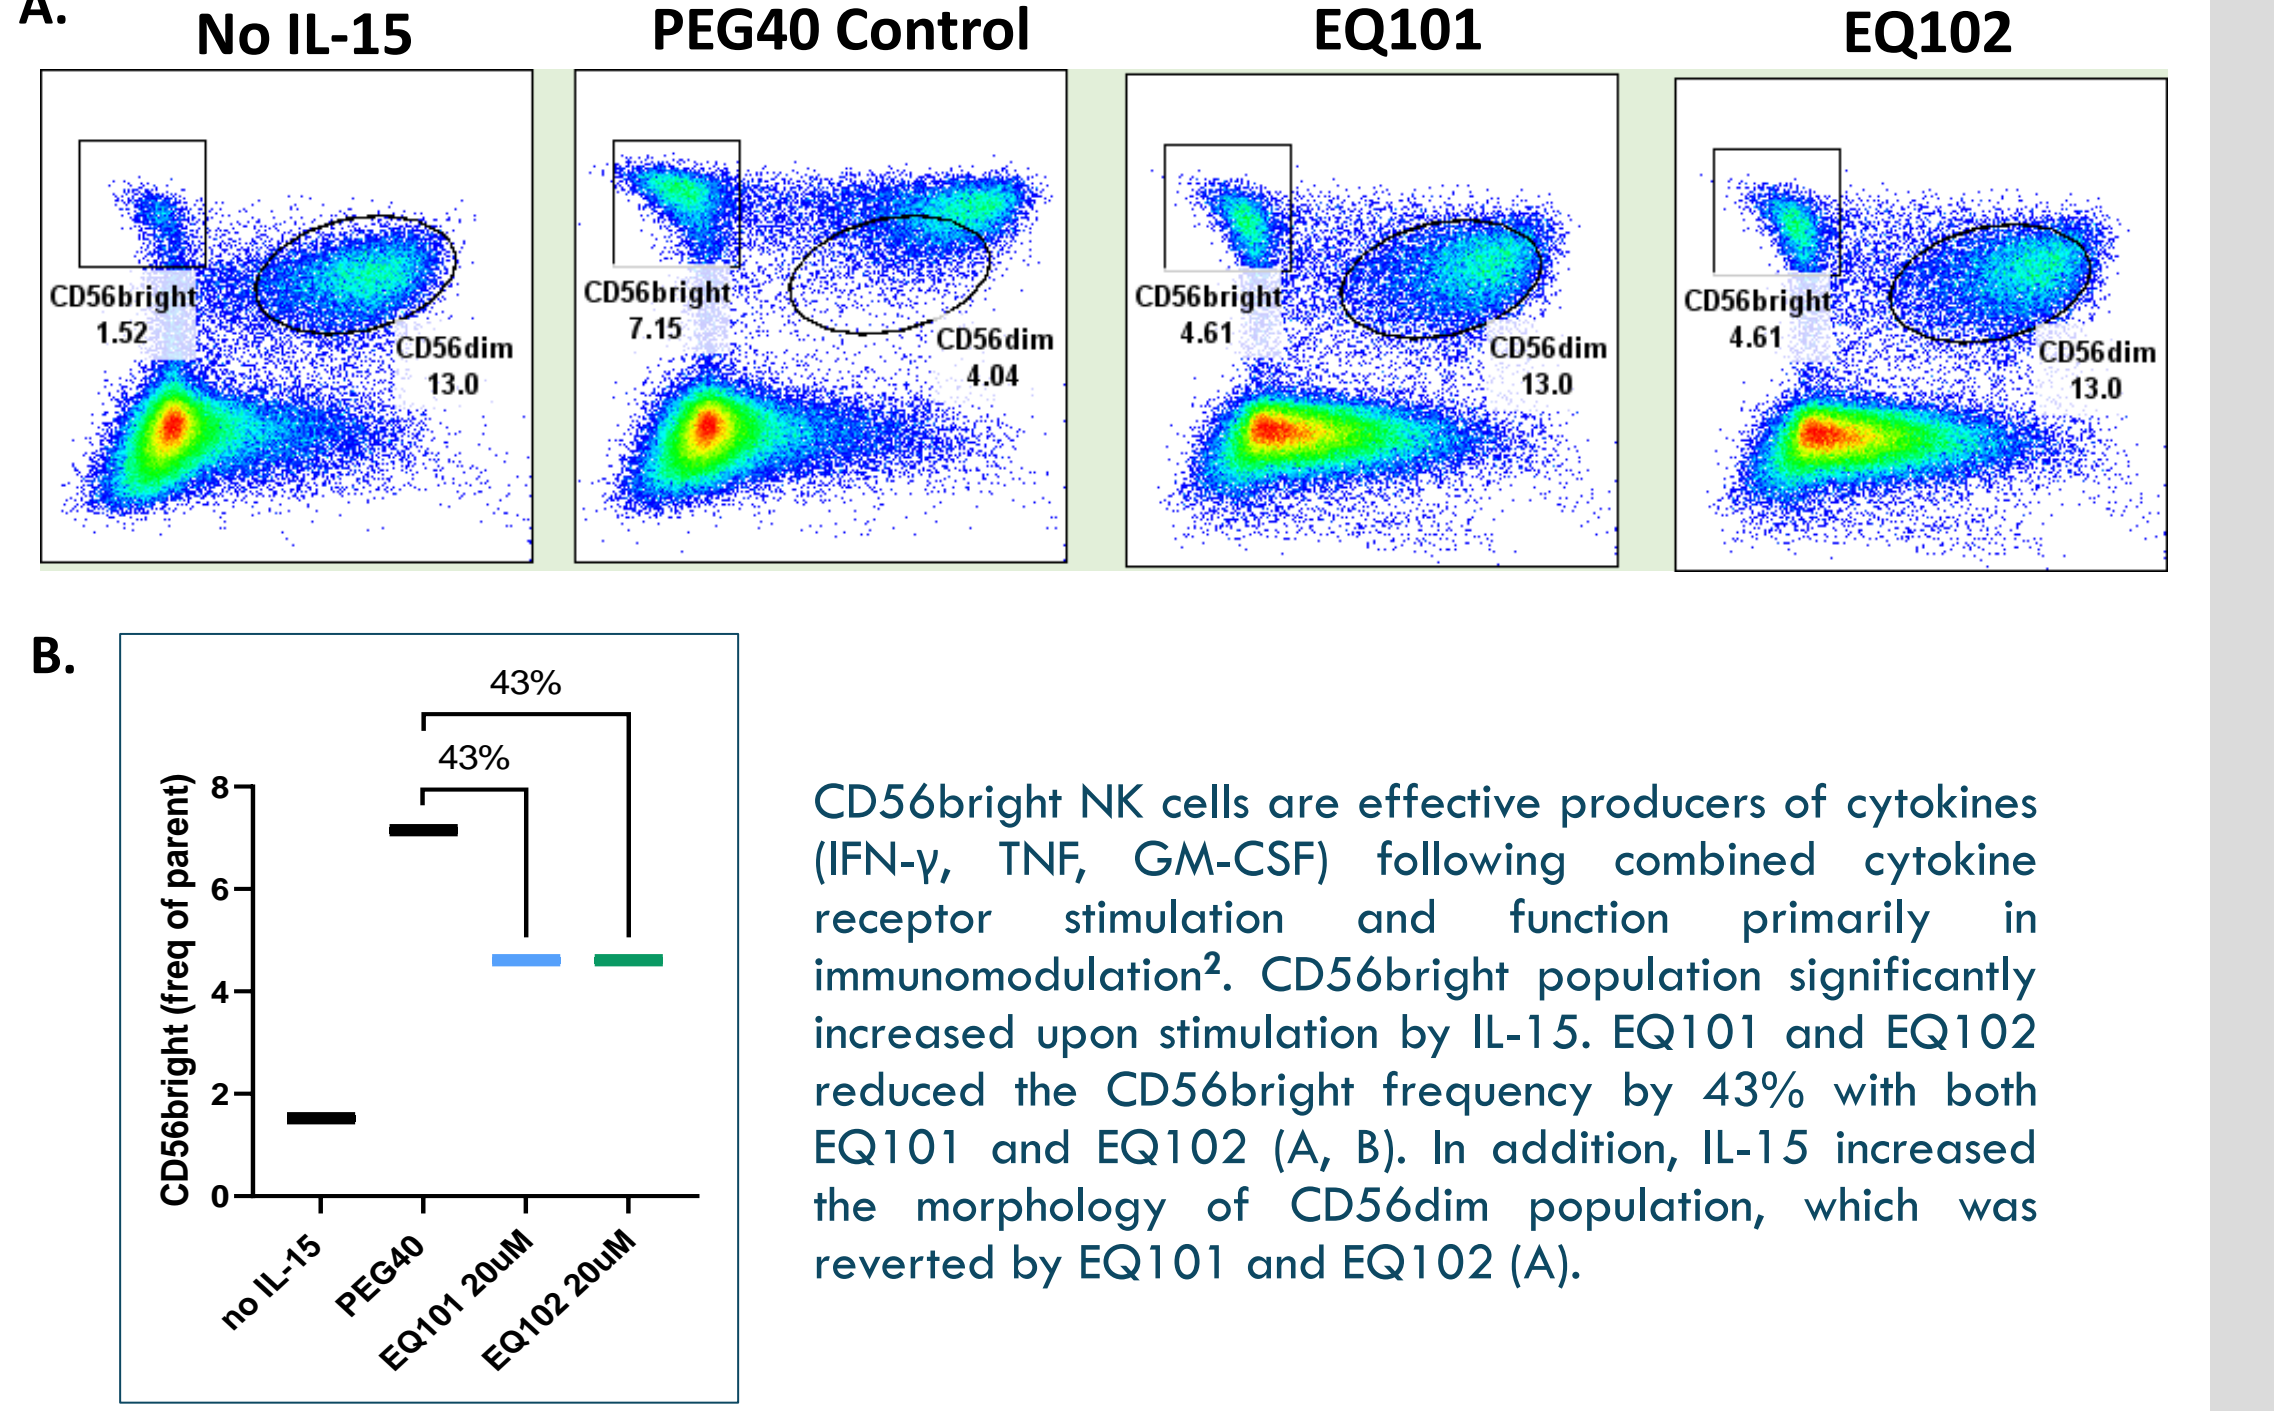 A.
No IL-15
PEG40 Control
EQ101
EQ102
CD56bright
1.52
CD56dim
13.0
CD56bright
7.15
CD56dim
4.04
CD56bright
4.61
CD56dim
13.0
CD56bright
4.61
CD56dim
13.0
B.
43%
43%
CD56bright (freq of parent)
8
6
4
2
0
no IL-15
PEG40
EQ101 20uM
EQ102 20uM
CD56bright NK cells are effective producers of cytokines
(IFN-γ, TNF, GM-CSF) following combined cytokine
receptor stimulation and function primarily in
immunomodulation². CD56bright population significantly
increased upon stimulation by IL-15. EQ101 and EQ102
reduced the CD56bright frequency by 43% with both
EQ101 and EQ102 (A, B). In addition, IL-15 increased
the morphology of CD56dim population, which was
reverted by EQ101 and EQ102 (A).